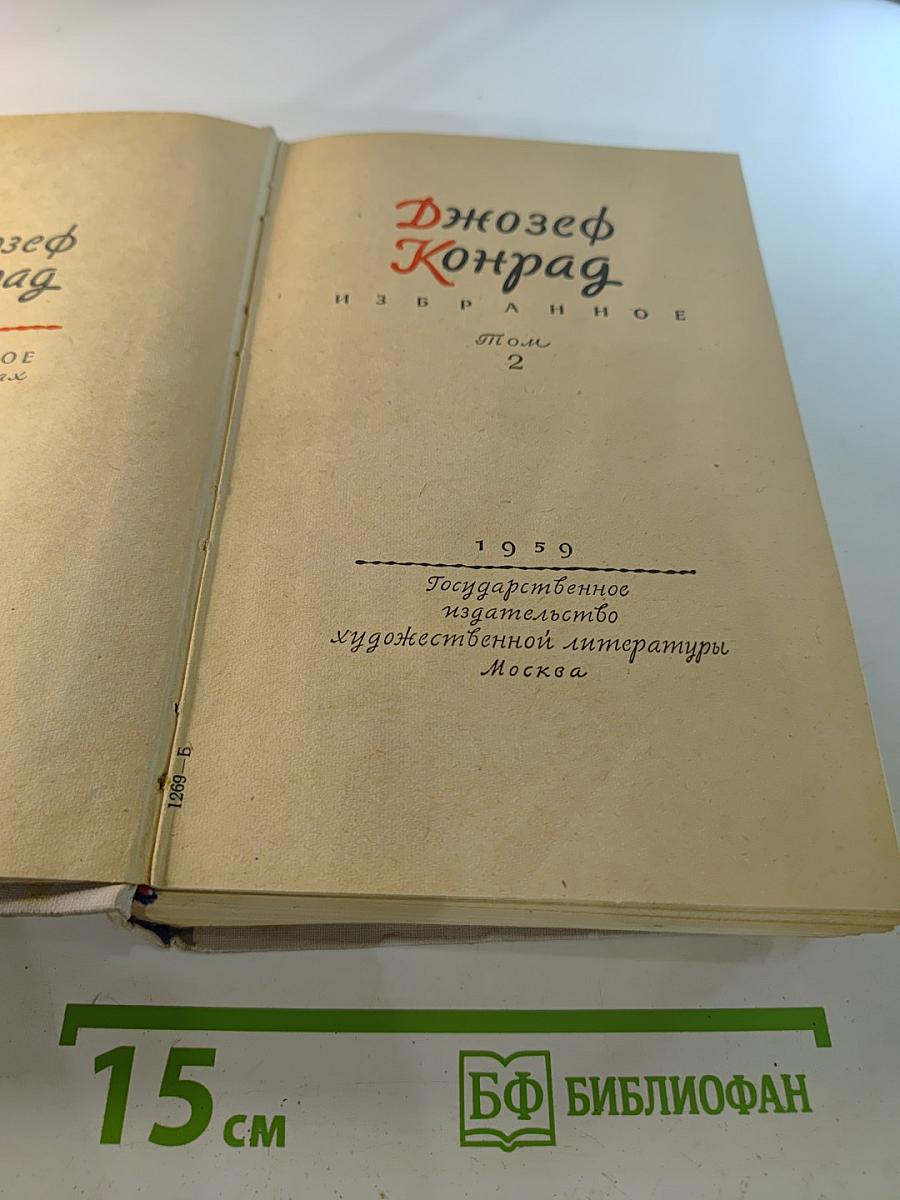 Джозеф
Конрад
ИЗБРАННОЕ
Том
2
1959
Государственное
издательство
художественной литературы
Москва
1269—Б
15 см
БФ БИБЛИОФАН